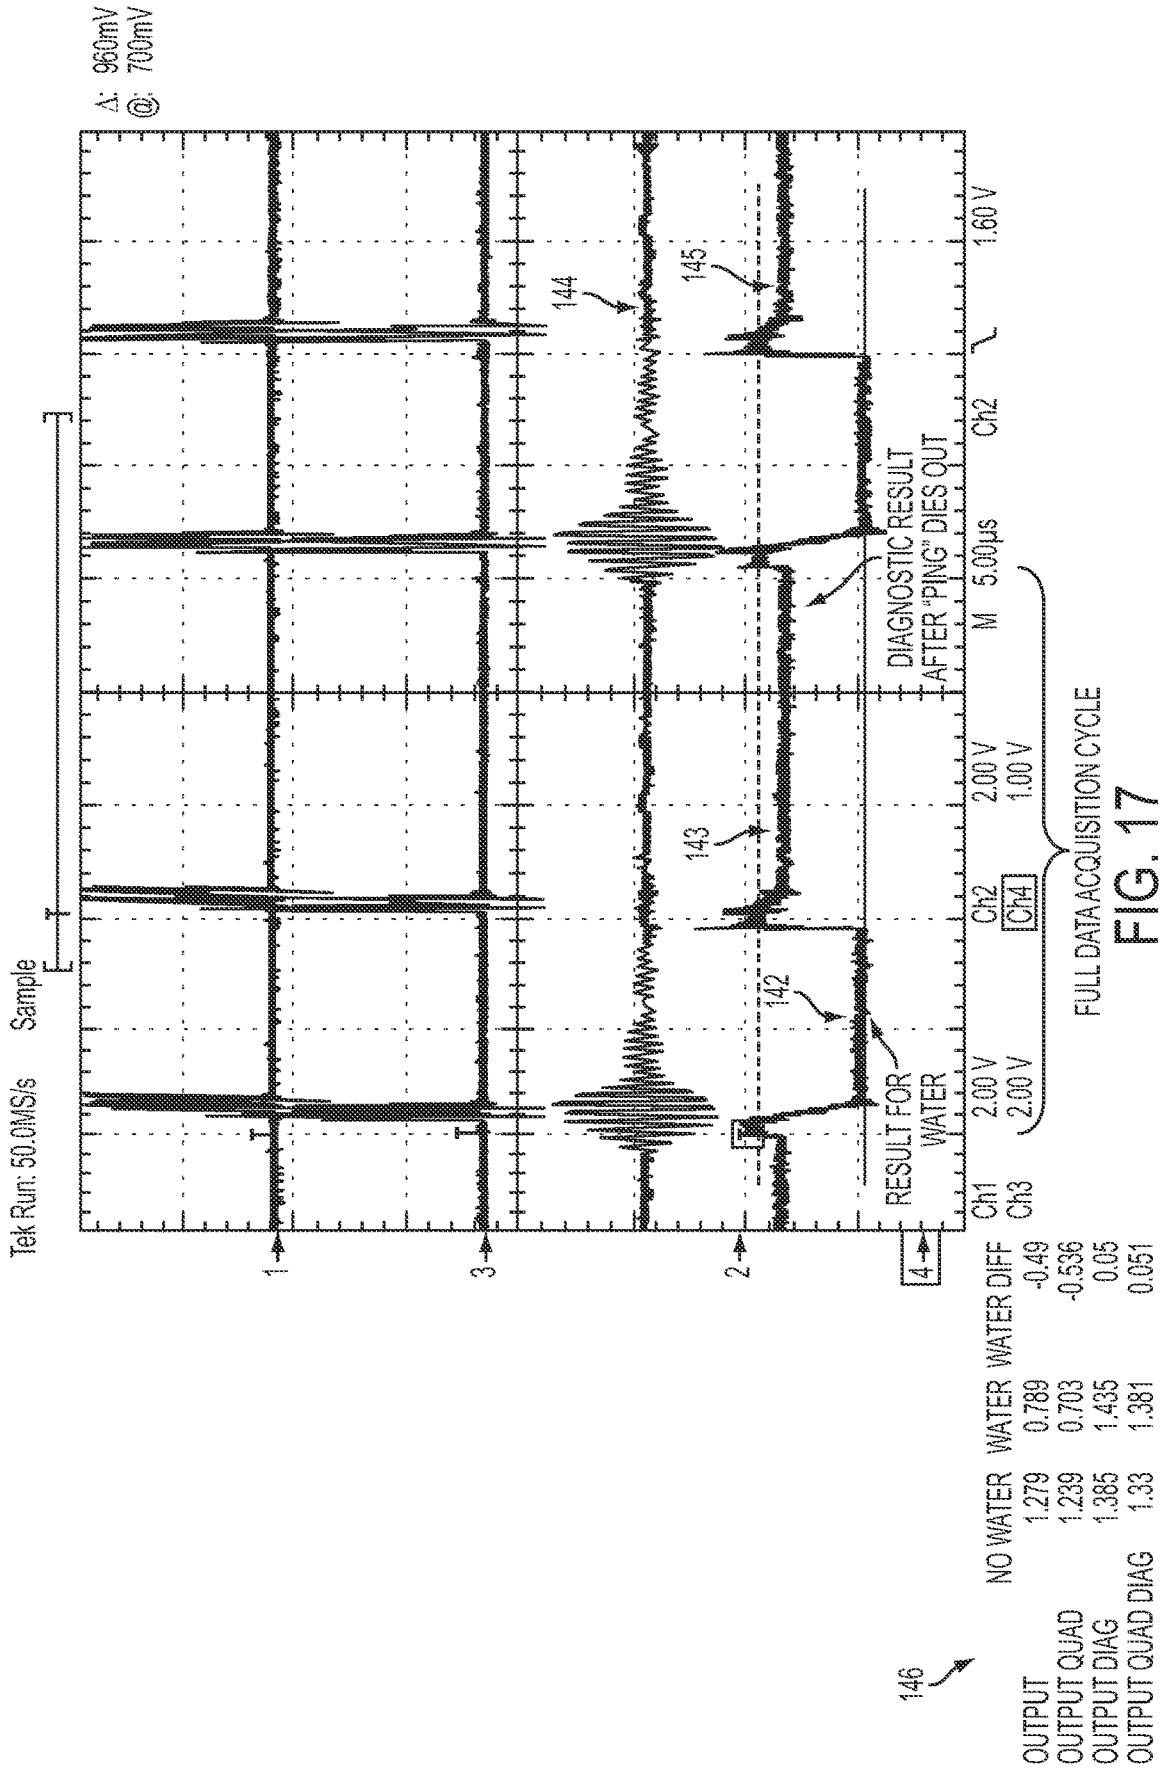 Tek Run: 50.0MS/s Sample
Δ: 960mV
@: 700mV
1
3
2
4
144
143
145
142
RESULT FOR
WATER
DIAGNOSTIC RESULT
AFTER "PING" DIES OUT
Ch1 2.00 V Ch2 2.00 V M 5.00µs Ch2 1.60 V
Ch3 2.00 V Ch4 1.00 V
FULL DATA ACQUISITION CYCLE
146
NO WATER WATER WATER DIFF
OUTPUT 1.279 0.789 -0.49
OUTPUT QUAD 1.239 0.703 -0.536
OUTPUT DIAG 1.385 1.435 0.05
OUTPUT QUAD DIAG 1.33 1.381 0.051
FIG. 17